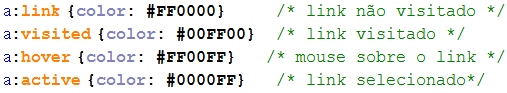 a:link {color: #FF0000}      /* link não visitado */
a:visited {color: #00FF00}  /* link visitado */
a:hover {color: #FF00FF}   /* mouse sobre o link */
a:active {color: #0000FF}   /* link selecionado*/